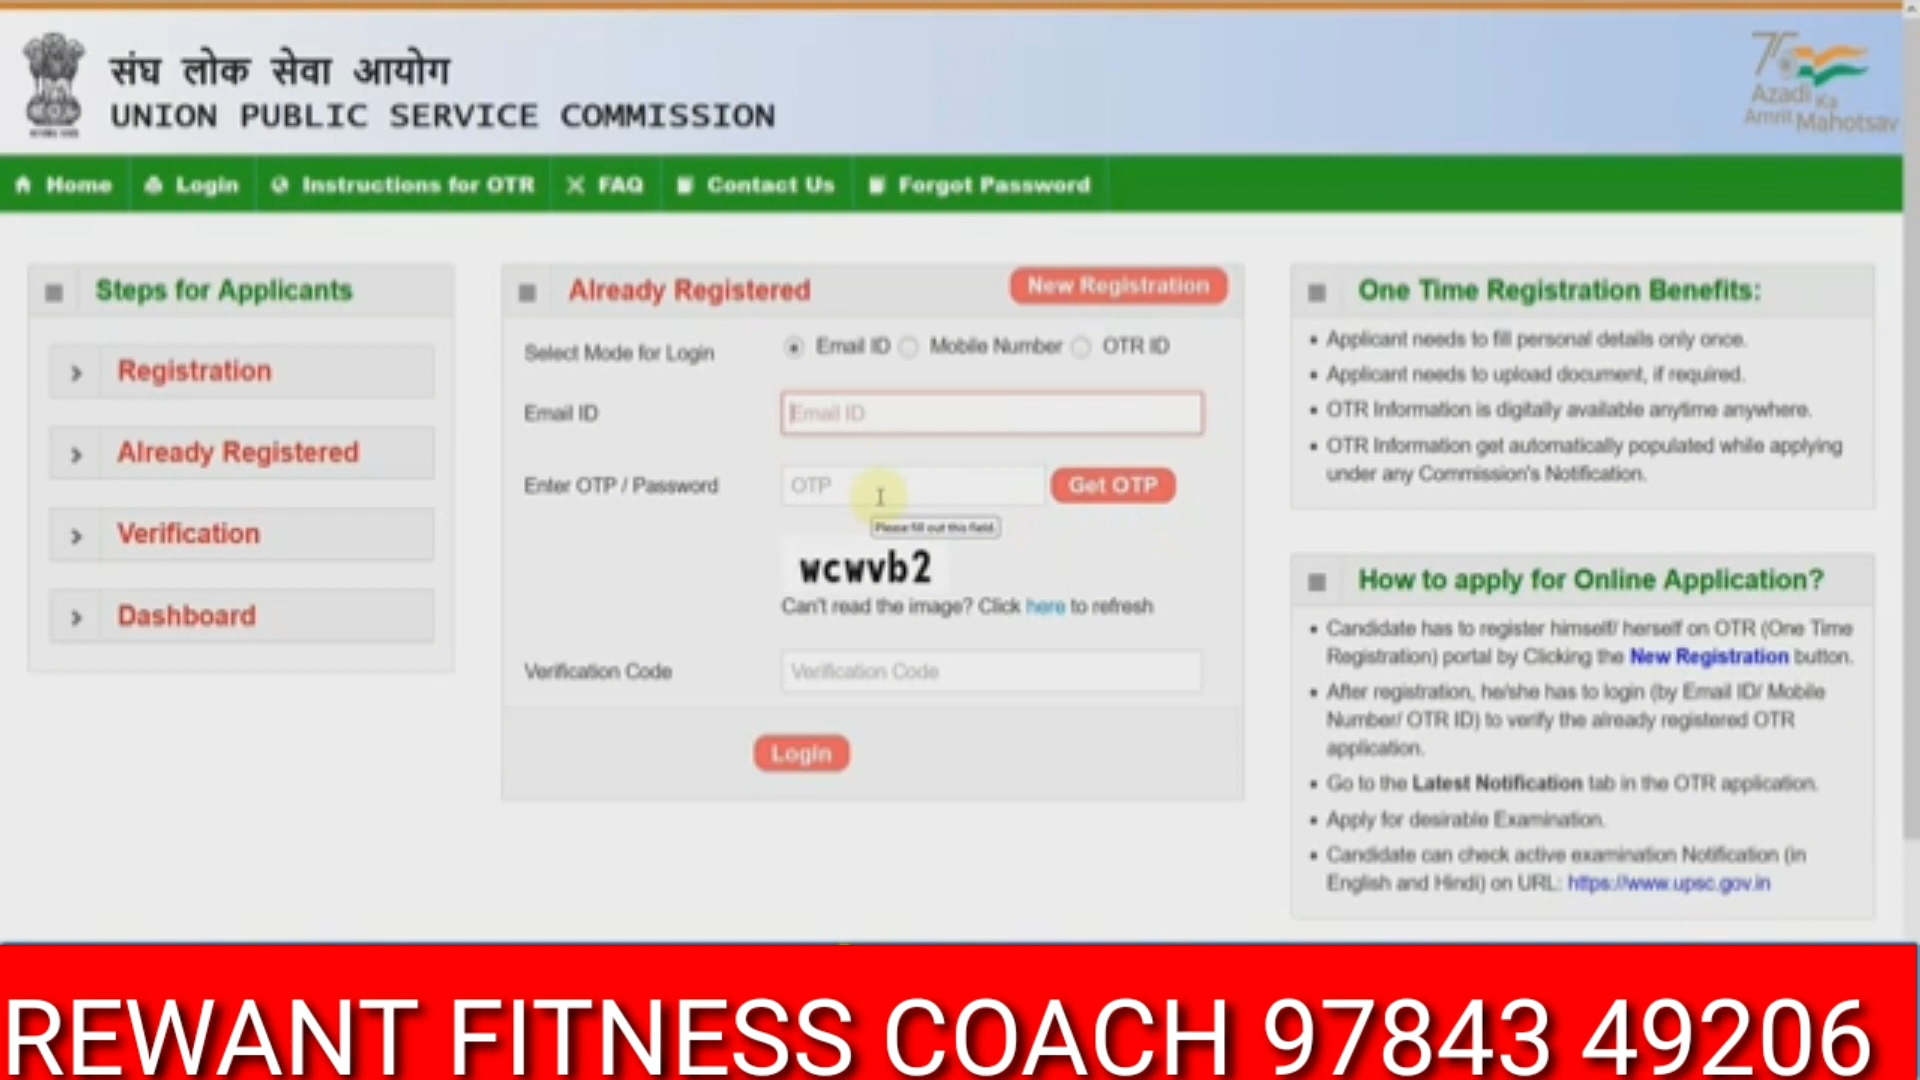 संघ लोक सेवा आयोग
UNION PUBLIC SERVICE COMMISSION
75
Azadi Ka
Amrit Mahotsav
Home
Login
Instructions for OTR
FAQ
Contact Us
Forgot Password
Steps for Applicants
Registration
Already Registered
Verification
Dashboard
Already Registered
New Registration
Select Mode for Login
Email ID
Mobile Number
OTR ID
Email ID
Email ID
Enter OTP / Password
OTP
Get OTP
Please fill out this field.
wcwvb2
Can't read the image? Click here to refresh
Verification Code
Verification Code
Login
One Time Registration Benefits:
Applicant needs to fill personal details only once.
Applicant needs to upload document, if required.
OTR Information is digitally available anytime anywhere.
OTR Information get automatically populated while applying
under any Commission's Notification.
How to apply for Online Application?
Candidate has to register himself/ herself on OTR (One Time
Registration) portal by Clicking the New Registration button.
After registration, he/she has to login (by Email ID/ Mobile
Number/ OTR ID) to verify the already registered OTR
application.
Go to the Latest Notification tab in the OTR application.
Apply for desirable Examination.
Candidate can check active examination Notification (in
English and Hindi) on URL: https://www.upsc.gov.in
REWANT FITNESS COACH 97843 49206